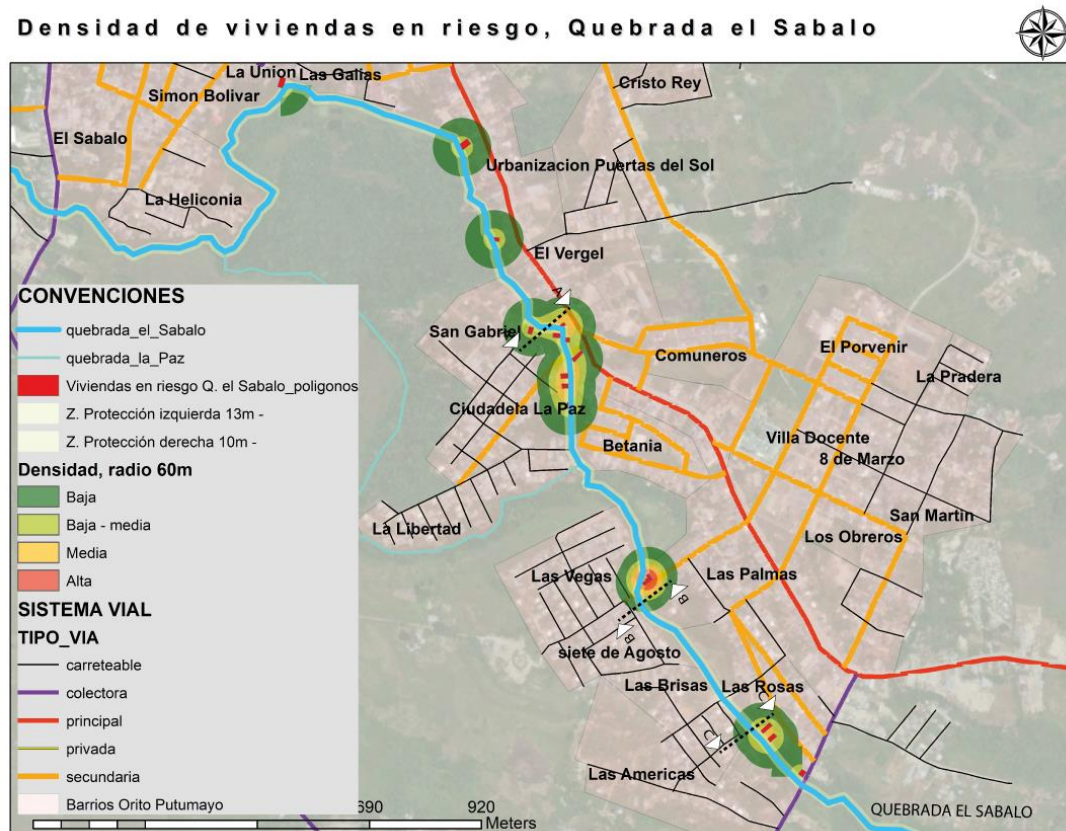 Densidad de viviendas en riesgo, Quebrada el Sabalo
La Union
Las Galias
Cristo Rey
Simon Bolivar
El Sabalo
Urbanizacion Puertas del Sol
La Heliconia
El Vergel
A
San Gabriel
Comuneros
El Porvenir
La Pradera
Ciudadela La Paz
Betania
Villa Docente
8 de Marzo
San Martin
La Libertad
Los Obreros
Las Vegas
Las Palmas
B
B
siete de Agosto
Las Brisas
Las Rosas
C
C
Las Americas
QUEBRADA EL SABALO
CONVENCIONES
quebrada_el_Sabalo
quebrada_la_Paz
Viviendas en riesgo Q. el Sabalo_poligonos
Z. Protección izquierda 13m -
Z. Protección derecha 10m -
Densidad, radio 60m
Baja
Baja - media
Media
Alta
SISTEMA VIAL
TIPO_VIA
carreteable
colectora
principal
privada
secundaria
Barrios Orito Putumayo
690
920
Meters